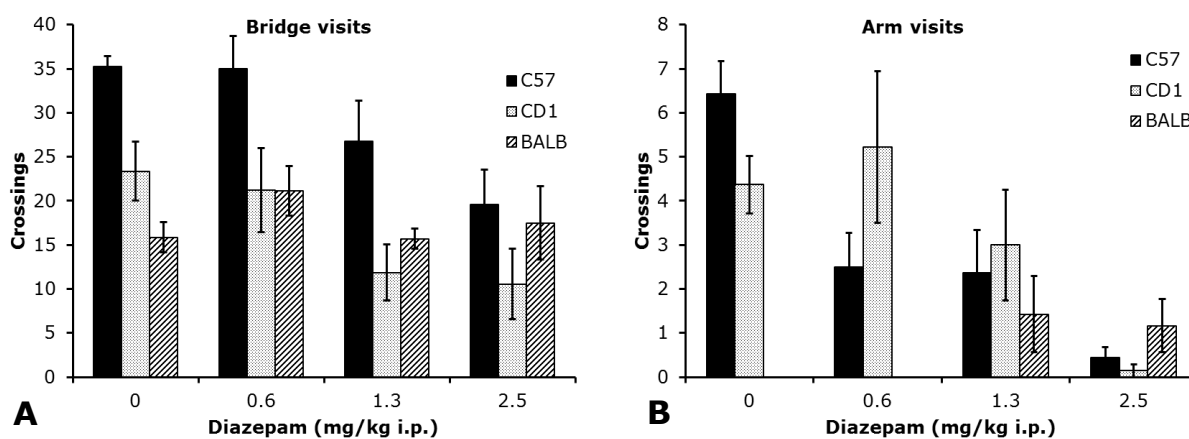 Bridge visits
40
35
30
25
20
15
10
5
0
Crossings
C57
CD1
BALB
0 0.6 1.3 2.5
Diazepam (mg/kg i.p.)
A
Arm visits
8
7
6
5
4
3
2
1
0
Crossings
C57
CD1
BALB
0 0.6 1.3 2.5
Diazepam (mg/kg i.p.)
B